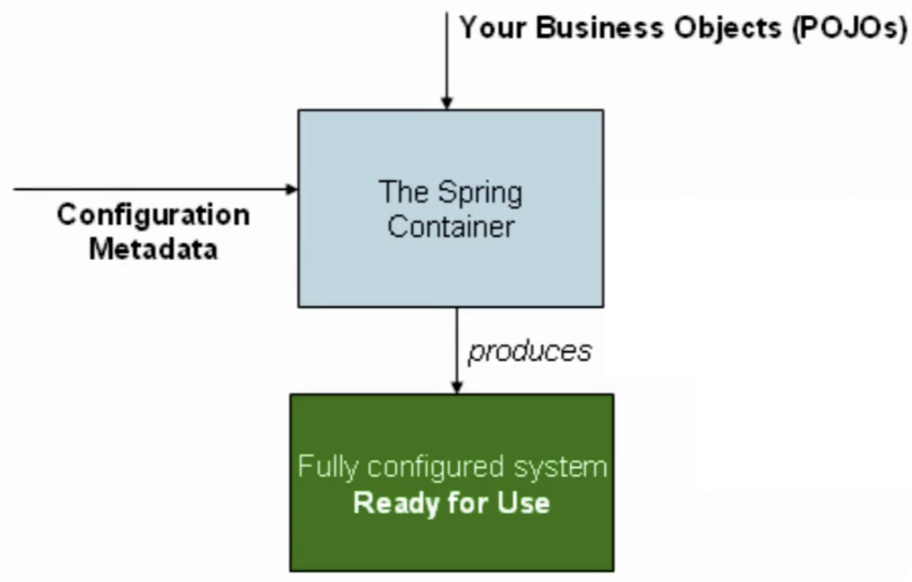 Your Business Objects (POJOs)
The Spring
Container
Configuration
Metadata
produces
Fully configured system
Ready for Use